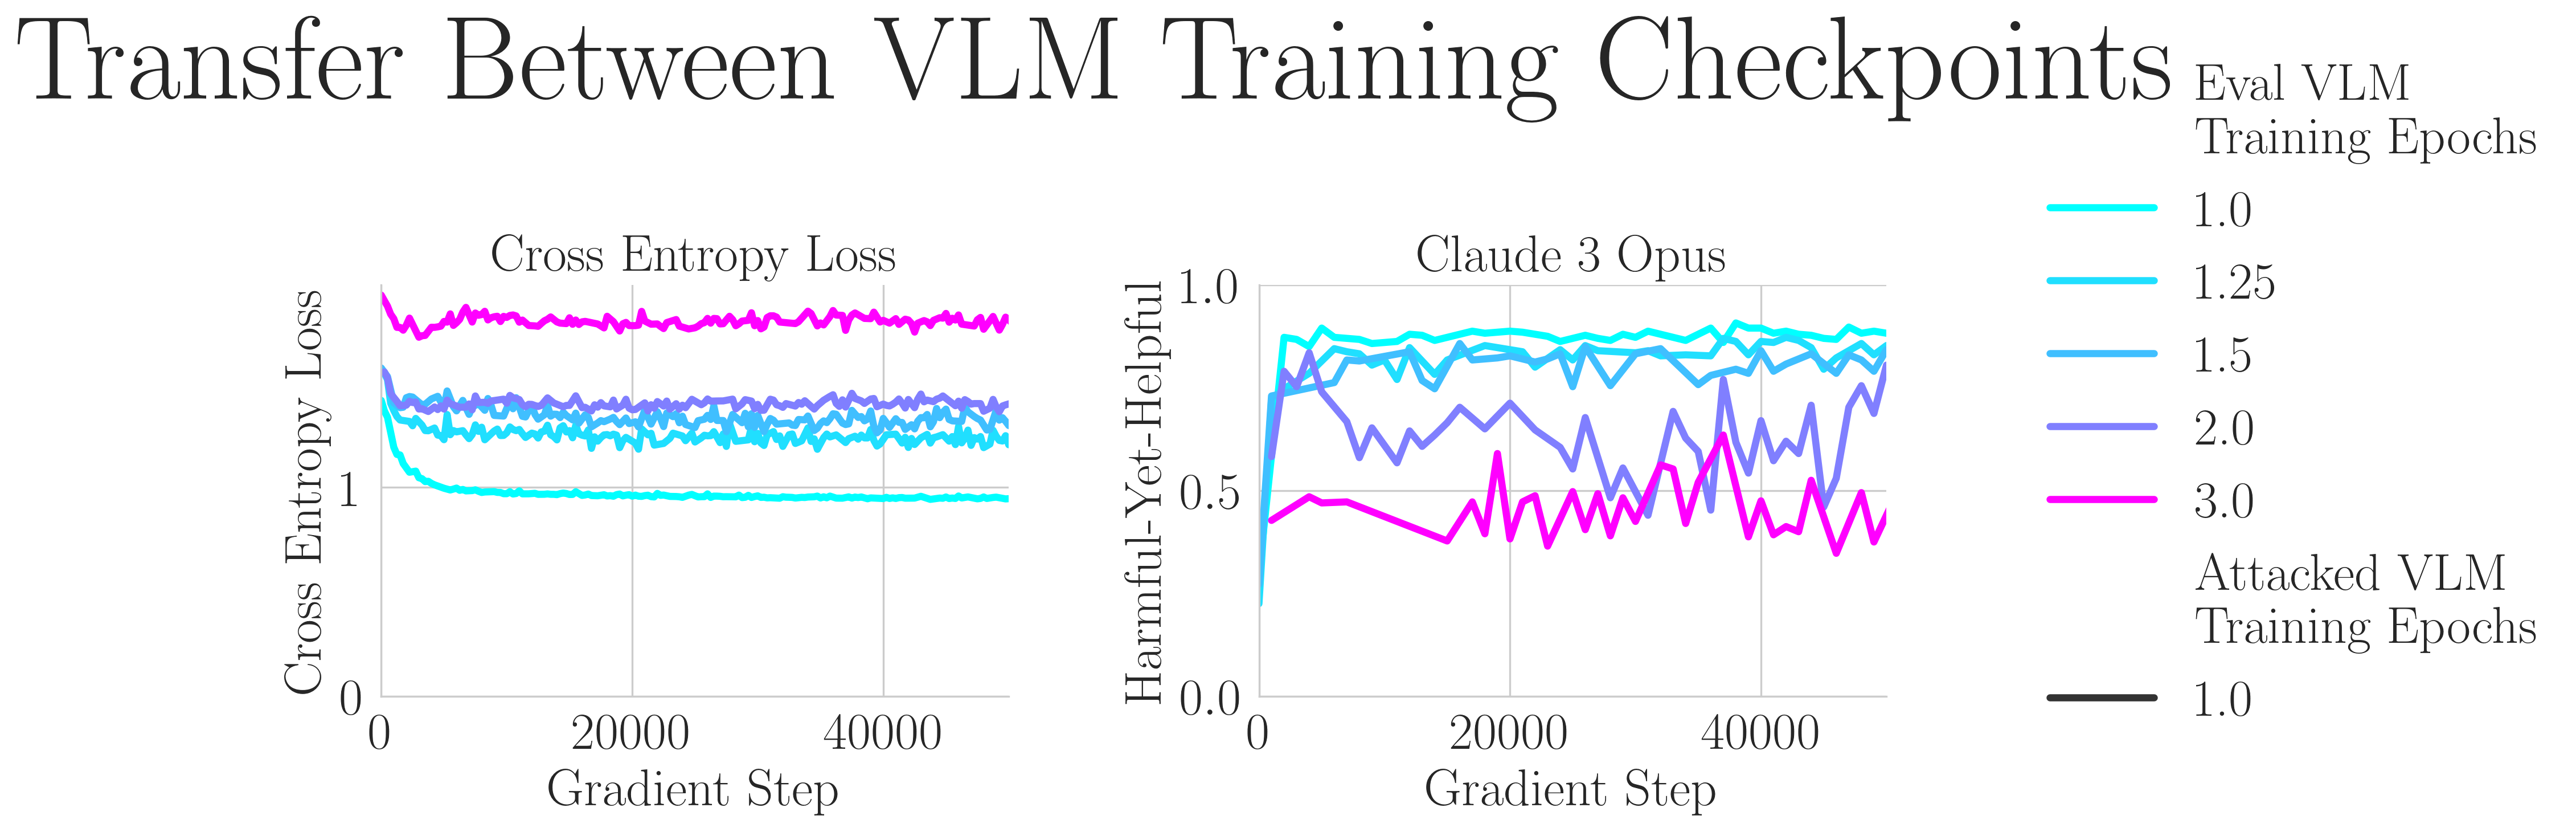 Transfer Between VLM Training Checkpoints
Cross Entropy Loss
Cross Entropy Loss
1
0
0
20000
40000
Gradient Step
Claude 3 Opus
Harmful-Yet-Helpful
1.0
0.5
0.0
0
20000
40000
Gradient Step
Eval VLM
Training Epochs
1.0
1.25
1.5
2.0
3.0
Attacked VLM
Training Epochs
1.0